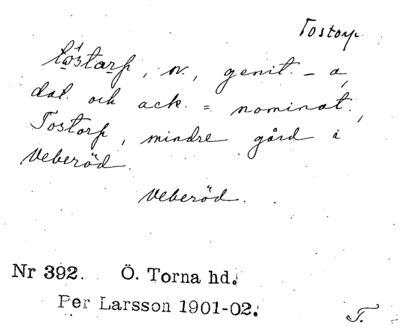 Tostorp
tóstarp, n., genit. – a,
dat. och ack. = nominat.,
Tostorp, mindre gård i
Veberöd.
Veberöd.
Nr 392. Ö. Torna hd.
Per Larsson 1901-02.
T.